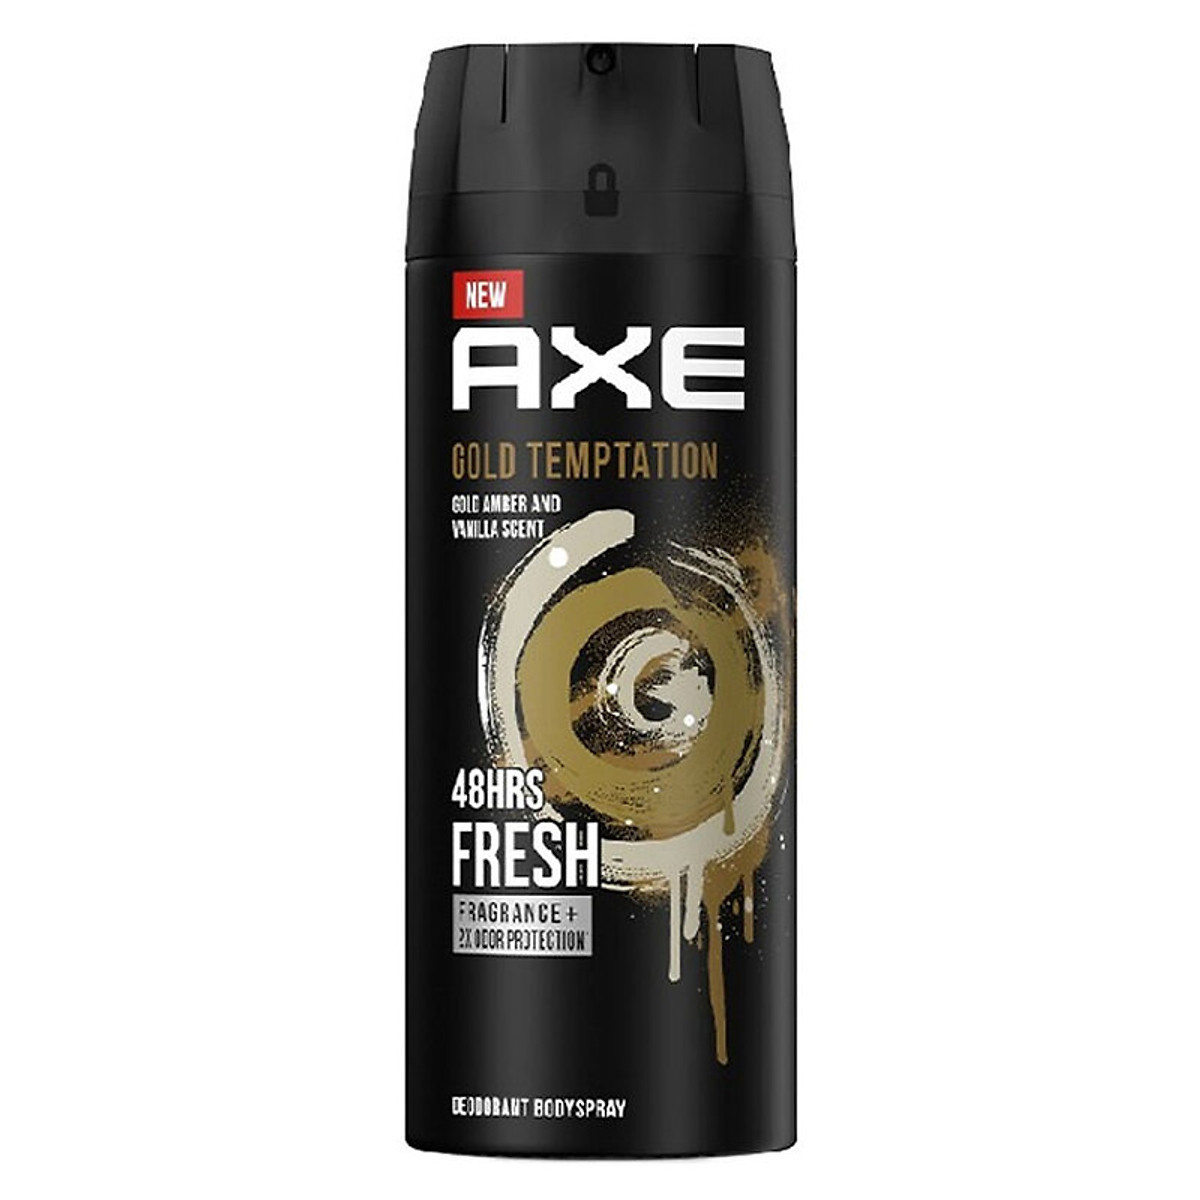 NEW
AXE
GOLD TEMPTATION
GOLD AMBER AND
VANILLA SCENT
48HRS
FRESH
FRAGRANCE +
2X ODOR PROTECTION*
DEODORANT BODYSPRAY